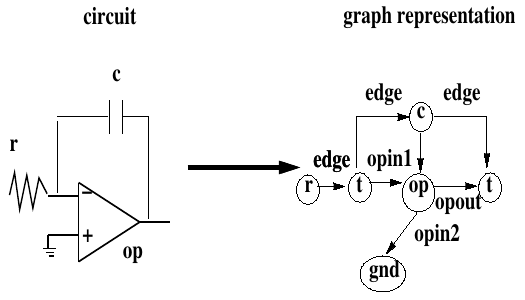 circuit
graph representation
c
r
−
+
op
edge
edge
c
edge
opin1
r
t
op
t
opout
opin2
gnd